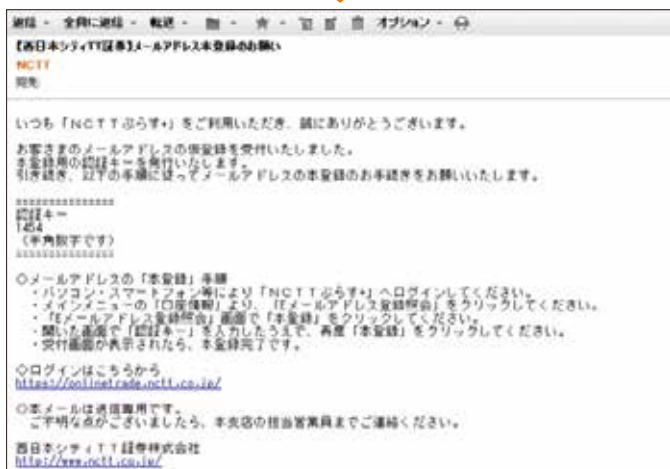 返信 - 全員に返信 - 転送 - - - オプション -
【西日本シティTT証券】メールアドレス本登録のお願い
NCTT
宛先
いつも「NCTTぷらす+」をご利用いただき、誠にありがとうございます。
お客さまのメールアドレスの仮登録を受付いたしました。
本登録用の認証キーを発行いたします。
引き続き、以下の手順に従ってメールアドレスの本登録のお手続きをお願いいたします。
===============
認証キー
1454
（半角数字です）
===============
◇メールアドレスの「本登録」手順
・パソコン・スマートフォン等により「NCTTぷらす+」へログインしてください。
・メインメニューの「口座情報」より、「Eメールアドレス登録照会」をクリックしてください。
・「Eメールアドレス登録照会」画面で「本登録」をクリックしてください。
・開いた画面で「認証キー」を入力したうえで、再度「本登録」をクリックしてください。
・受付画面が表示されたら、本登録完了です。
◇ログインはこちらから
https://onlinetrade.nctt.co.jp/
◇本メールは送信専用です。
ご不明な点がございましたら、本支店の担当営業員までご連絡ください。
西日本シティTT証券株式会社
http://www.nctt.co.jp/